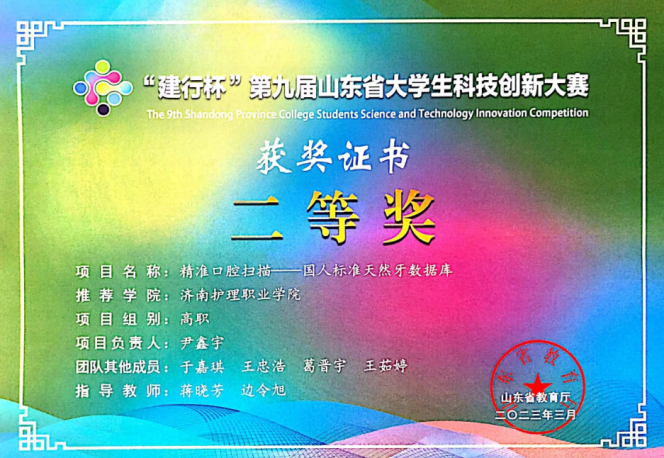 “建行杯”第九届山东省大学生科技创新大赛
The 9th Shandong Province College Students Science and Technology Innovation Competition
获奖证书
二等奖
项目名称：精准口腔扫描——国人标准天然牙数据库
推荐学院：济南护理职业学院
项目组别：高职
项目负责人：尹鑫宇
团队其他成员：于嘉琪 王忠浩 葛晋宇 王茹婷
指导教师：蒋晓芳 边令旭
山东省教育厅
二〇二三年三月